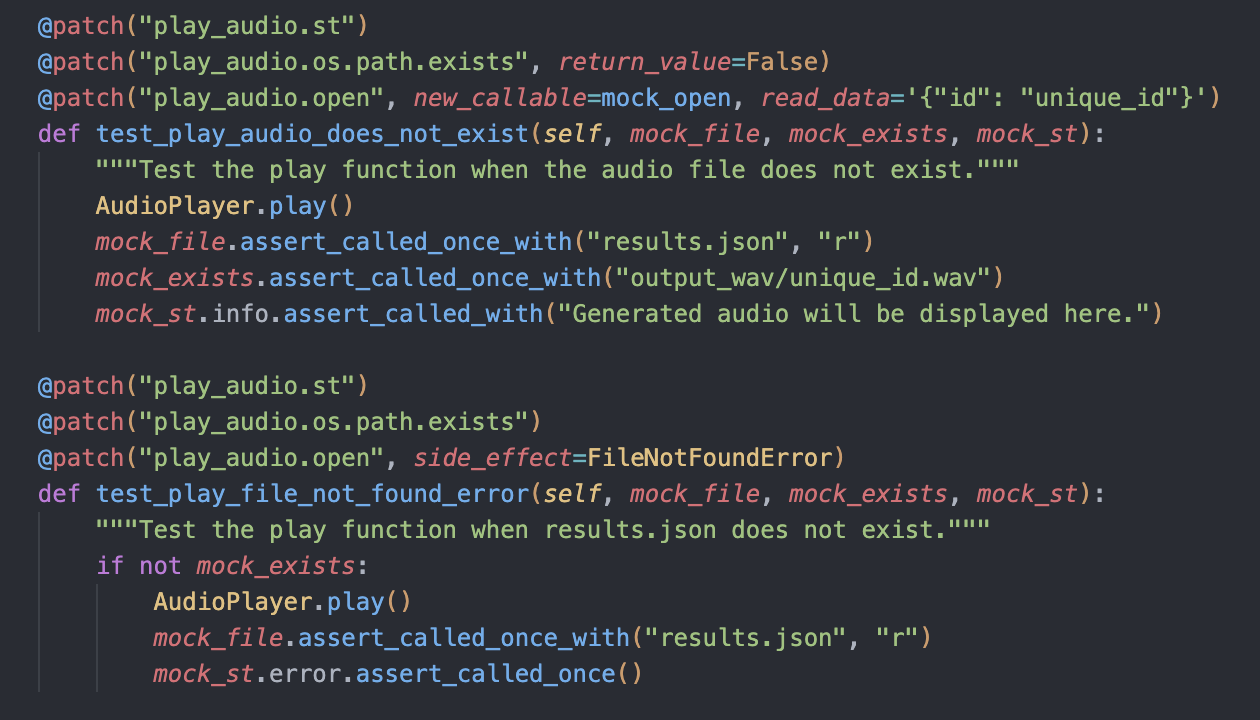 @patch("play_audio.st")
@patch("play_audio.os.path.exists", return_value=False)
@patch("play_audio.open", new_callable=mock_open, read_data='{"id": "unique_id"}')
def test_play_audio_does_not_exist(self, mock_file, mock_exists, mock_st):
    """Test the play function when the audio file does not exist."""
    AudioPlayer.play()
    mock_file.assert_called_once_with("results.json", "r")
    mock_exists.assert_called_once_with("output_wav/unique_id.wav")
    mock_st.info.assert_called_with("Generated audio will be displayed here.")

@patch("play_audio.st")
@patch("play_audio.os.path.exists")
@patch("play_audio.open", side_effect=FileNotFoundError)
def test_play_file_not_found_error(self, mock_file, mock_exists, mock_st):
    """Test the play function when results.json does not exist."""
    if not mock_exists:
        AudioPlayer.play()
        mock_file.assert_called_once_with("results.json", "r")
        mock_st.error.assert_called_once()